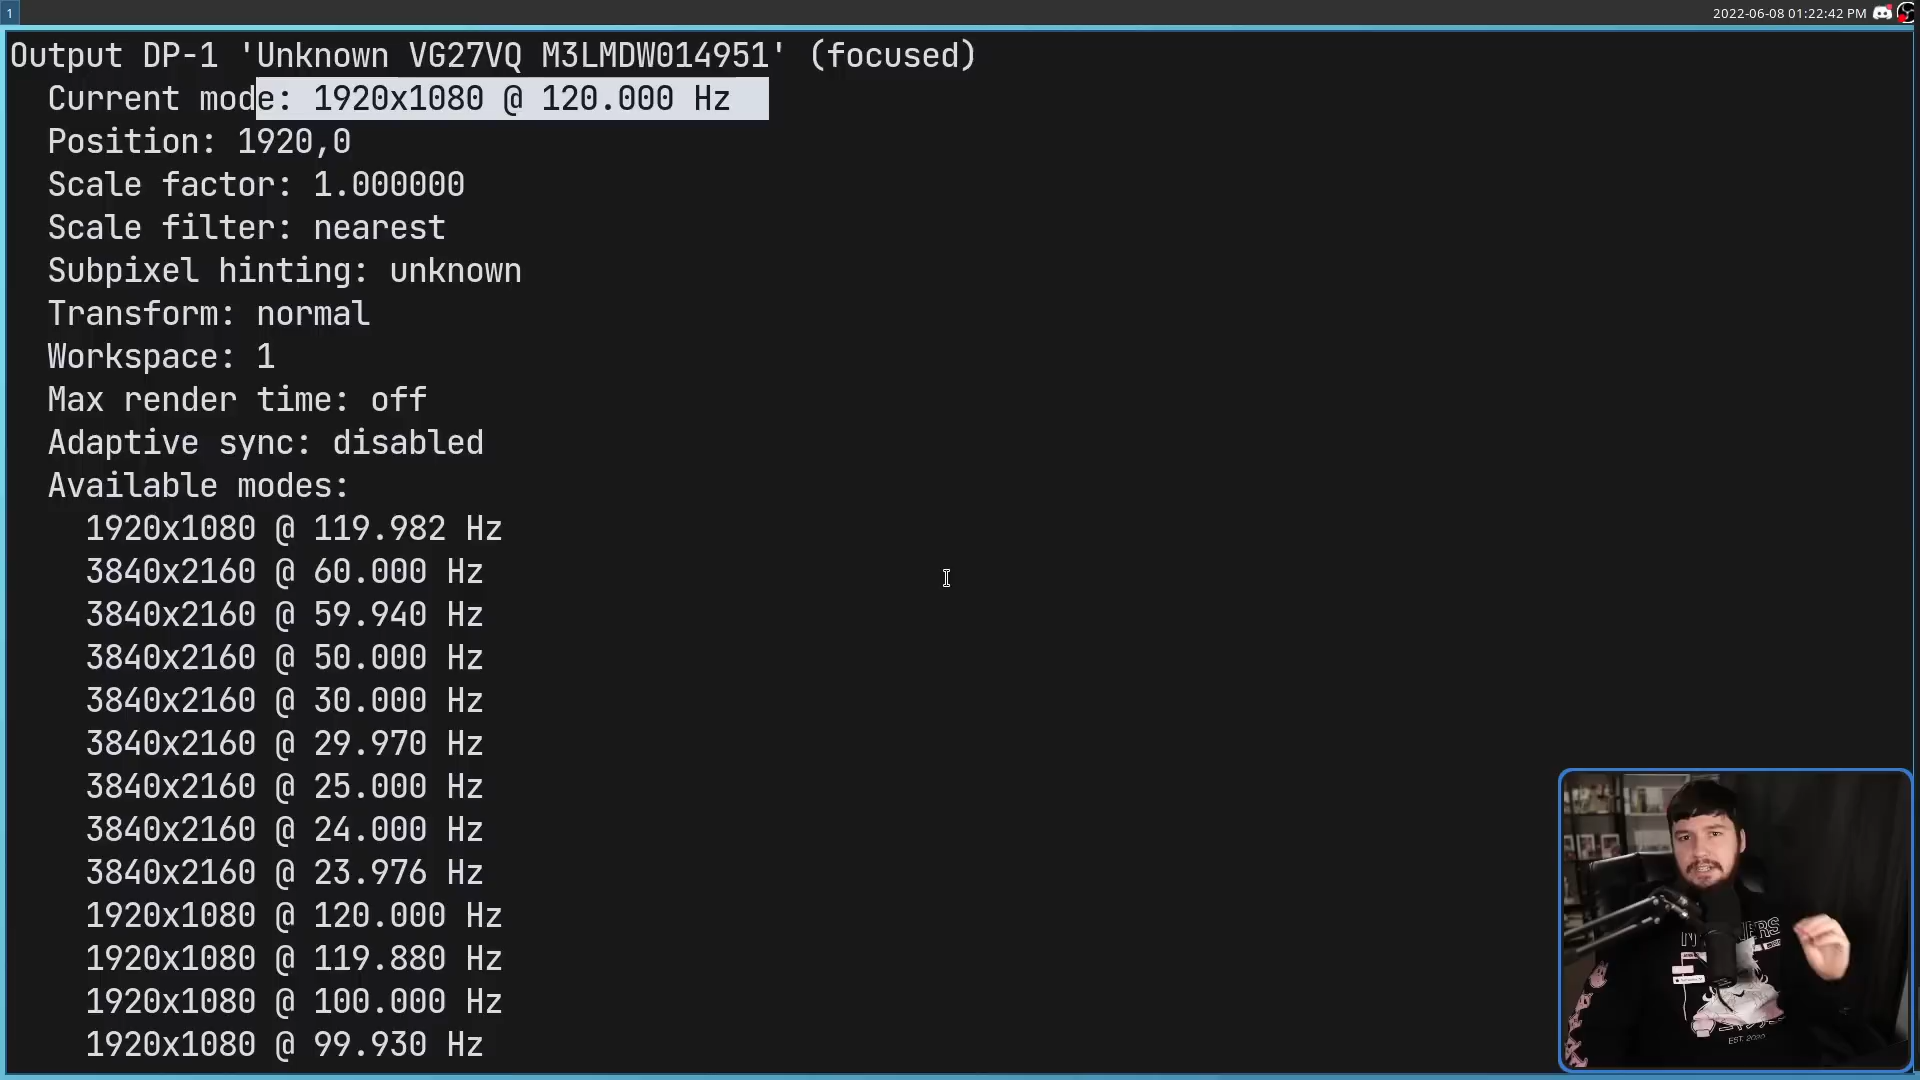 1
2022-06-08 01:22:42 PM
Output DP-1 'Unknown VG27VQ M3LMDW014951' (focused)
Current mode: 1920x1080 @ 120.000 Hz
Position: 1920,0
Scale factor: 1.000000
Scale filter: nearest
Subpixel hinting: unknown
Transform: normal
Workspace: 1
Max render time: off
Adaptive sync: disabled
Available modes:
1920x1080 @ 119.982 Hz
3840x2160 @ 60.000 Hz
3840x2160 @ 59.940 Hz
3840x2160 @ 50.000 Hz
3840x2160 @ 30.000 Hz
3840x2160 @ 29.970 Hz
3840x2160 @ 25.000 Hz
3840x2160 @ 24.000 Hz
3840x2160 @ 23.976 Hz
1920x1080 @ 120.000 Hz
1920x1080 @ 119.880 Hz
1920x1080 @ 100.000 Hz
1920x1080 @ 99.930 Hz
EST. 2020